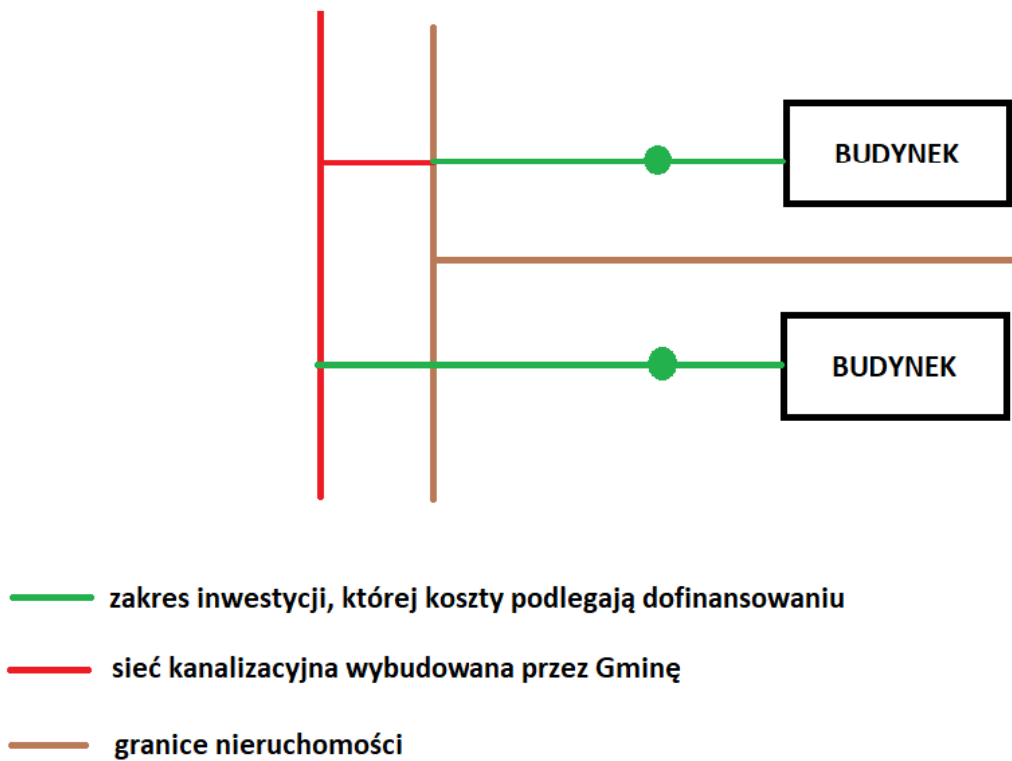 BUDYNEK
BUDYNEK
zakres inwestycji, której koszty podlegają dofinansowaniu
sieć kanalizacyjna wybudowana przez Gminę
granice nieruchomości